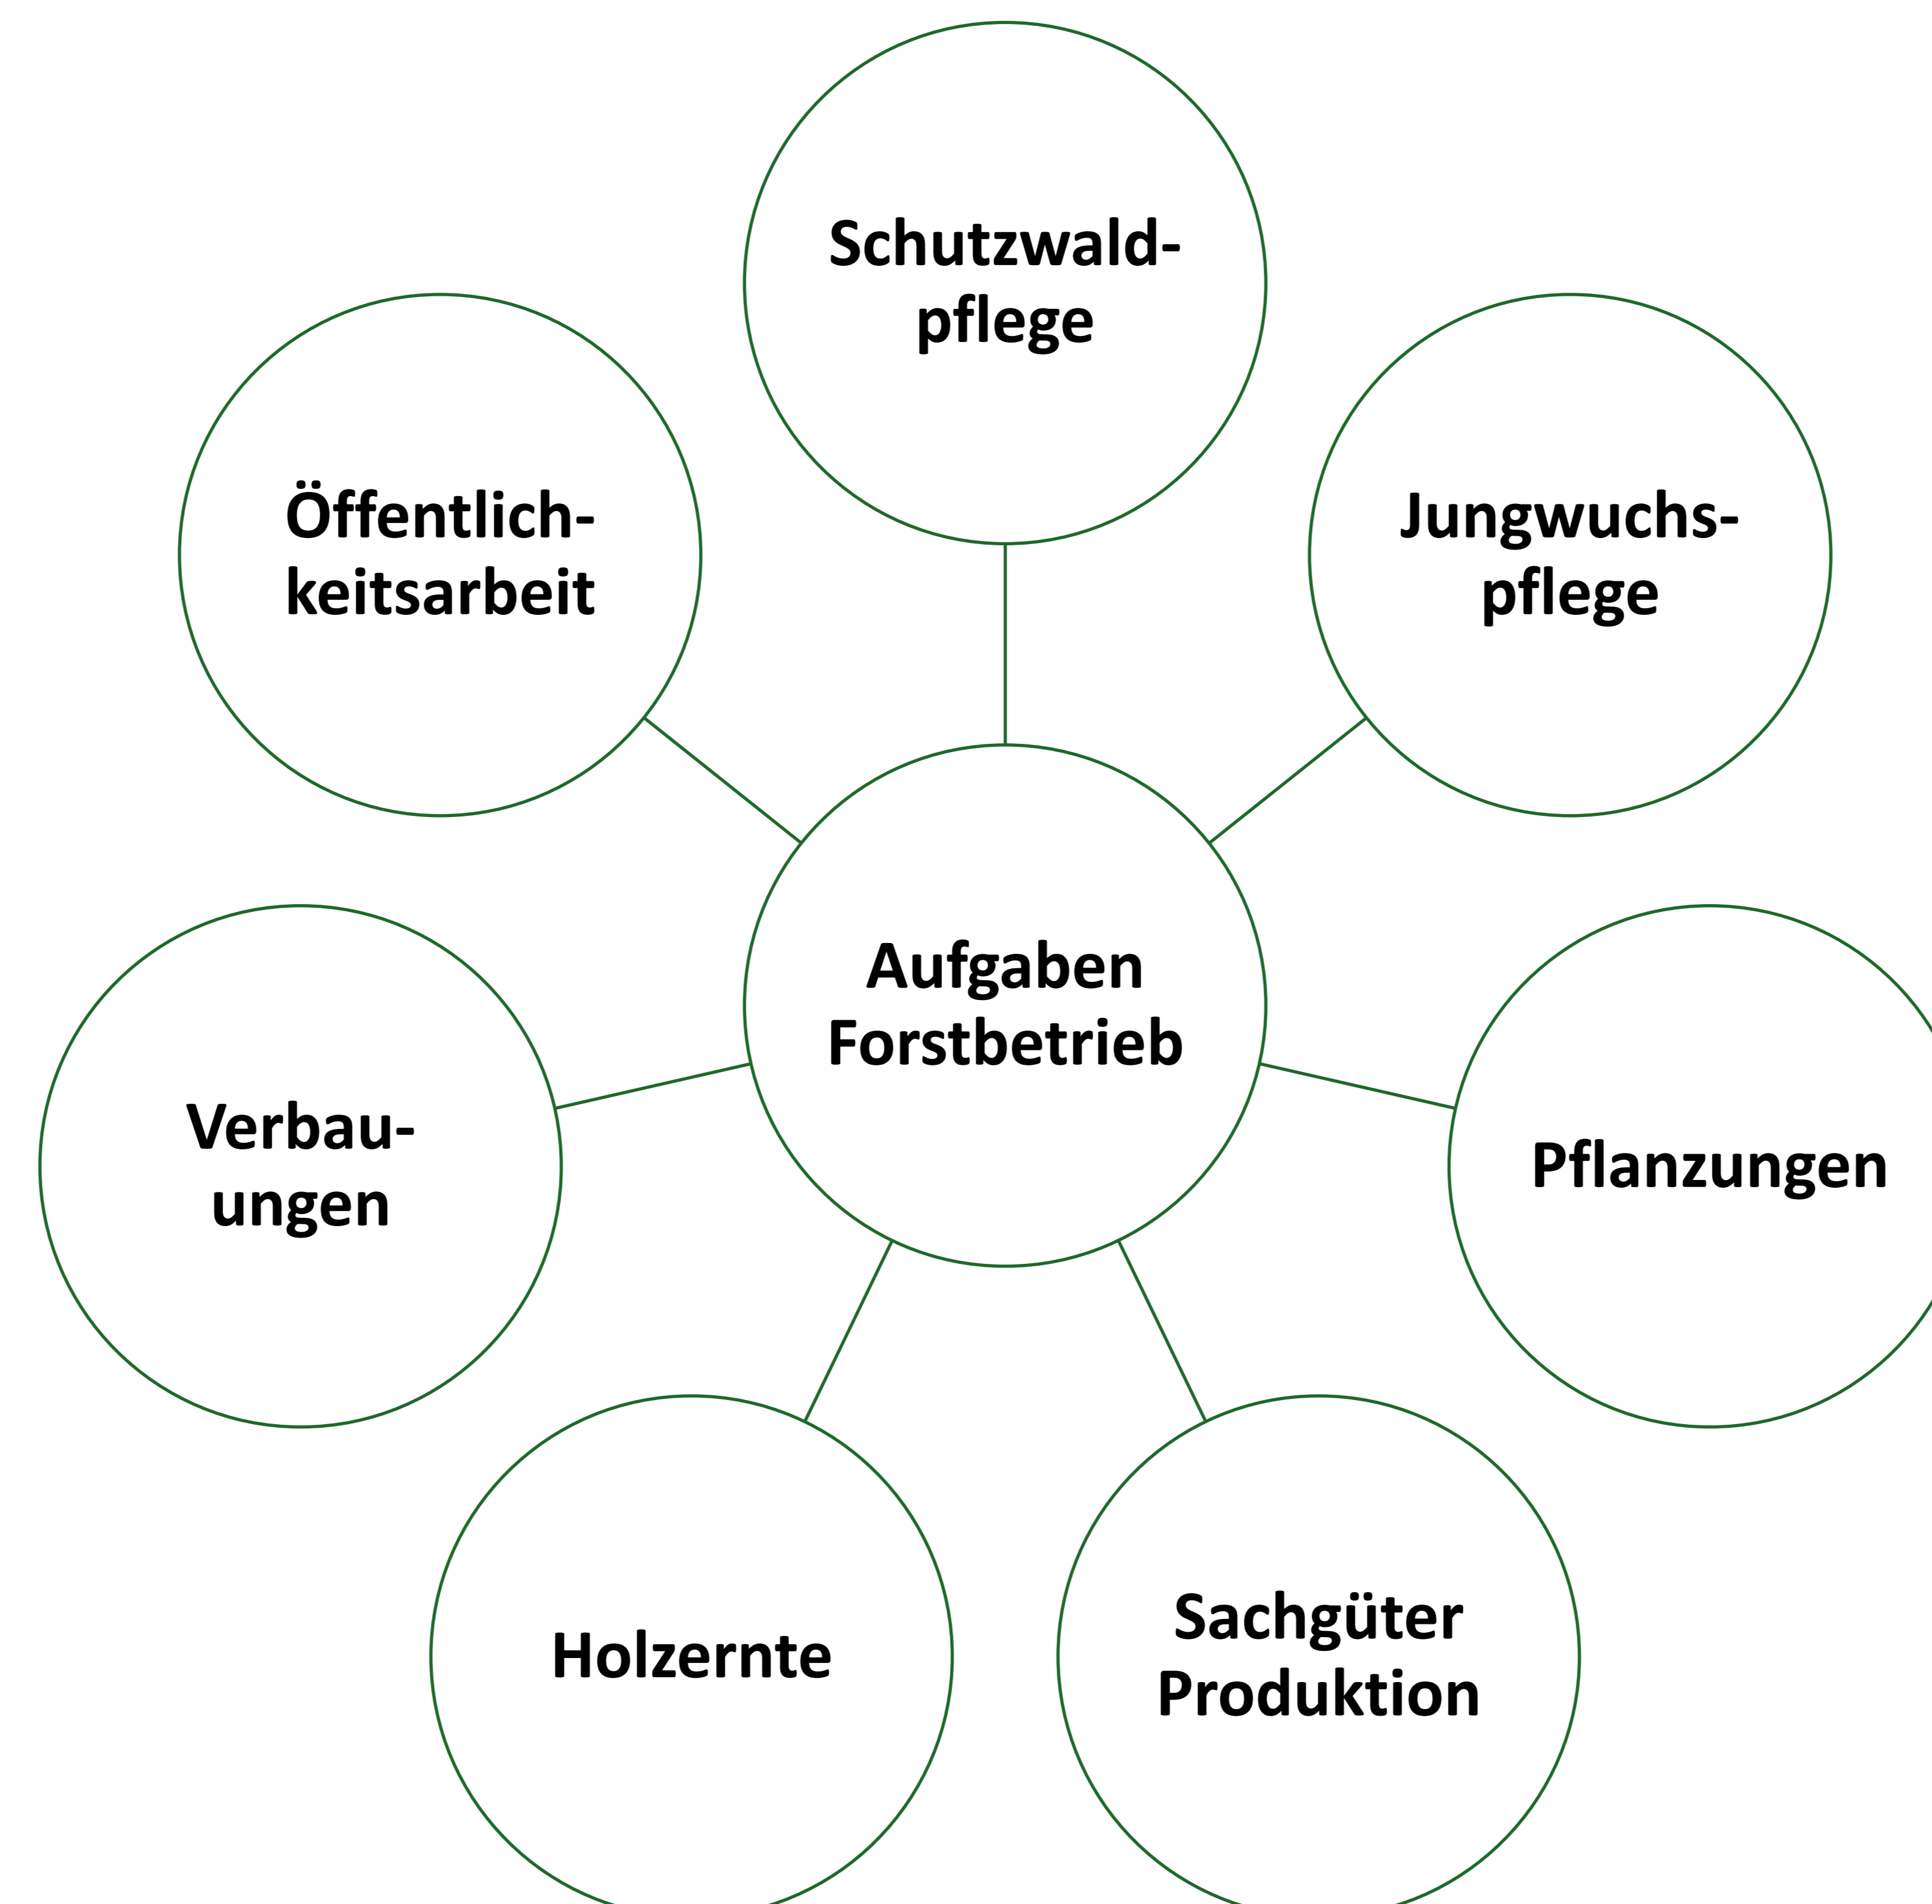 Schutzwald-
pflege
Öffentlich-
keitsarbeit
Jungwuchs-
pflege
Aufgaben
Forstbetrieb
Verbau-
ungen
Pflanzungen
Holzernte
Sachgüter
Produktion